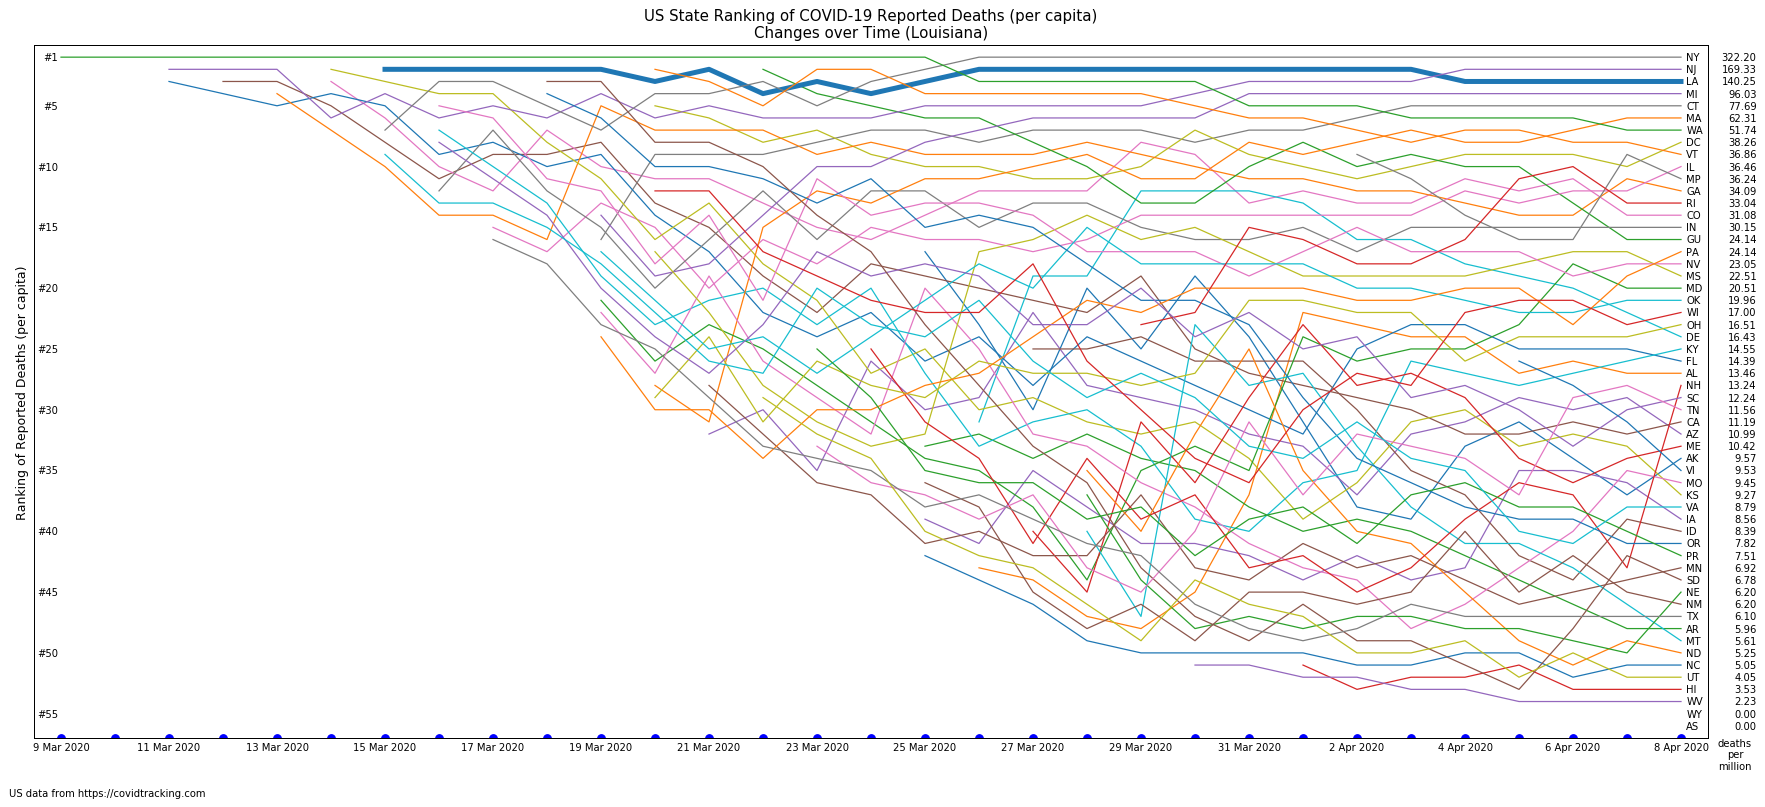 US State Ranking of COVID-19 Reported Deaths (per capita)
Changes over Time (Louisiana)
Ranking of Reported Deaths (per capita)
#1
#5
#10
#15
#20
#25
#30
#35
#40
#45
#50
#55
NY 322.20
NJ 169.33
LA 140.25
MI 96.03
CT 77.69
MA 62.31
WA 51.74
DC 38.26
VT 36.86
IL 36.46
MP 36.24
GA 34.09
RI 33.04
CO 31.08
IN 30.15
GU 24.14
PA 24.14
NV 23.05
MS 22.51
MD 20.51
OK 19.96
WI 17.00
OH 16.51
DE 16.43
KY 14.55
FL 14.39
AL 13.46
NH 13.24
SC 12.24
TN 11.56
CA 11.19
AZ 10.99
ME 10.42
AK 9.57
VI 9.53
MO 9.45
KS 9.27
VA 8.79
IA 8.56
ID 8.39
OR 7.82
PR 7.51
MN 6.92
SD 6.78
NE 6.20
NM 6.20
TX 6.10
AR 5.96
MT 5.61
ND 5.25
NC 5.05
UT 4.05
HI 3.53
WV 2.23
WY 0.00
AS 0.00
9 Mar 2020 11 Mar 2020 13 Mar 2020 15 Mar 2020 17 Mar 2020 19 Mar 2020 21 Mar 2020 23 Mar 2020 25 Mar 2020 27 Mar 2020 29 Mar 2020 31 Mar 2020 2 Apr 2020 4 Apr 2020 6 Apr 2020 8 Apr 2020
deaths
per
million
US data from https://covidtracking.com